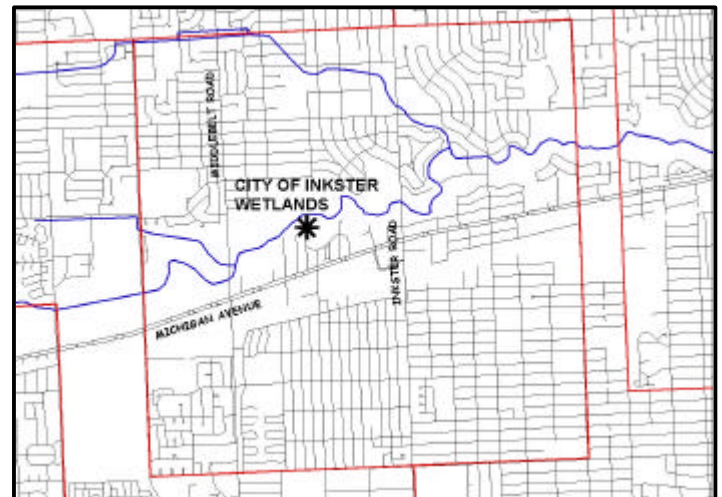 MIDDLEBELT ROAD
CITY OF INKSTER
WETLANDS
INKSTER ROAD
MICHIGAN AVENUE